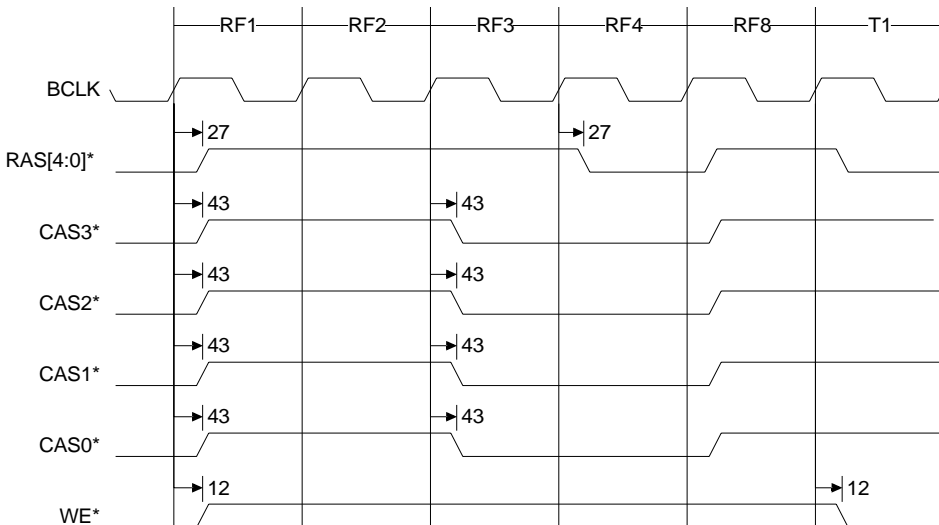 RF1 RF2 RF3 RF4 RF8 T1
BCLK
27 27
RAS[4:0]*
43 43
CAS3*
43 43
CAS2*
43 43
CAS1*
43 43
CAS0*
12 12
WE*